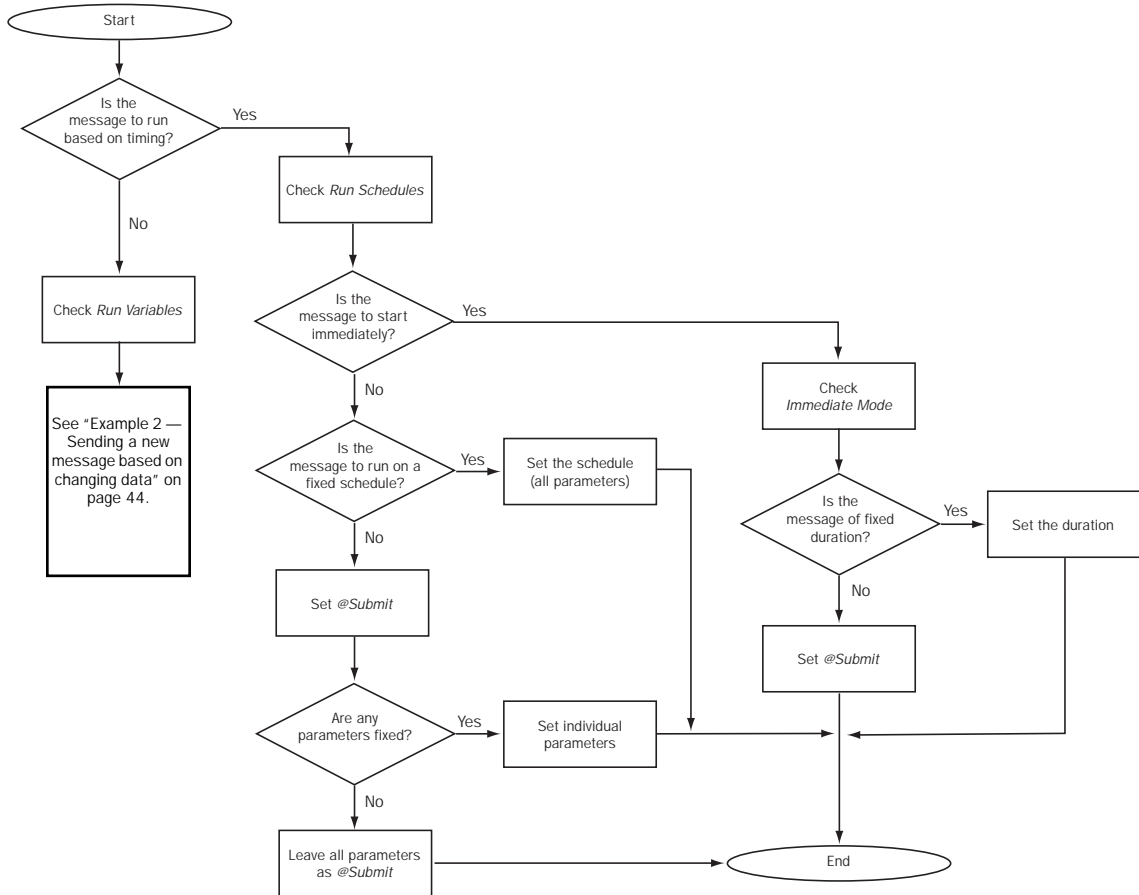 Start
Is the
message to run
based on timing?
Yes
No
Check Run Schedules
Check Run Variables
See "Example 2 —
Sending a new
message based on
changing data" on
page 44.
Is the
message to start
immediately?
Yes
No
Check
Immediate Mode
Is the
message to run on a
fixed schedule?
Yes
Set the schedule
(all parameters)
No
Is the
message of fixed
duration?
Yes
Set the duration
No
Set @Submit
Set @Submit
Are any
parameters fixed?
Yes
Set individual
parameters
No
Leave all parameters
as @Submit
End